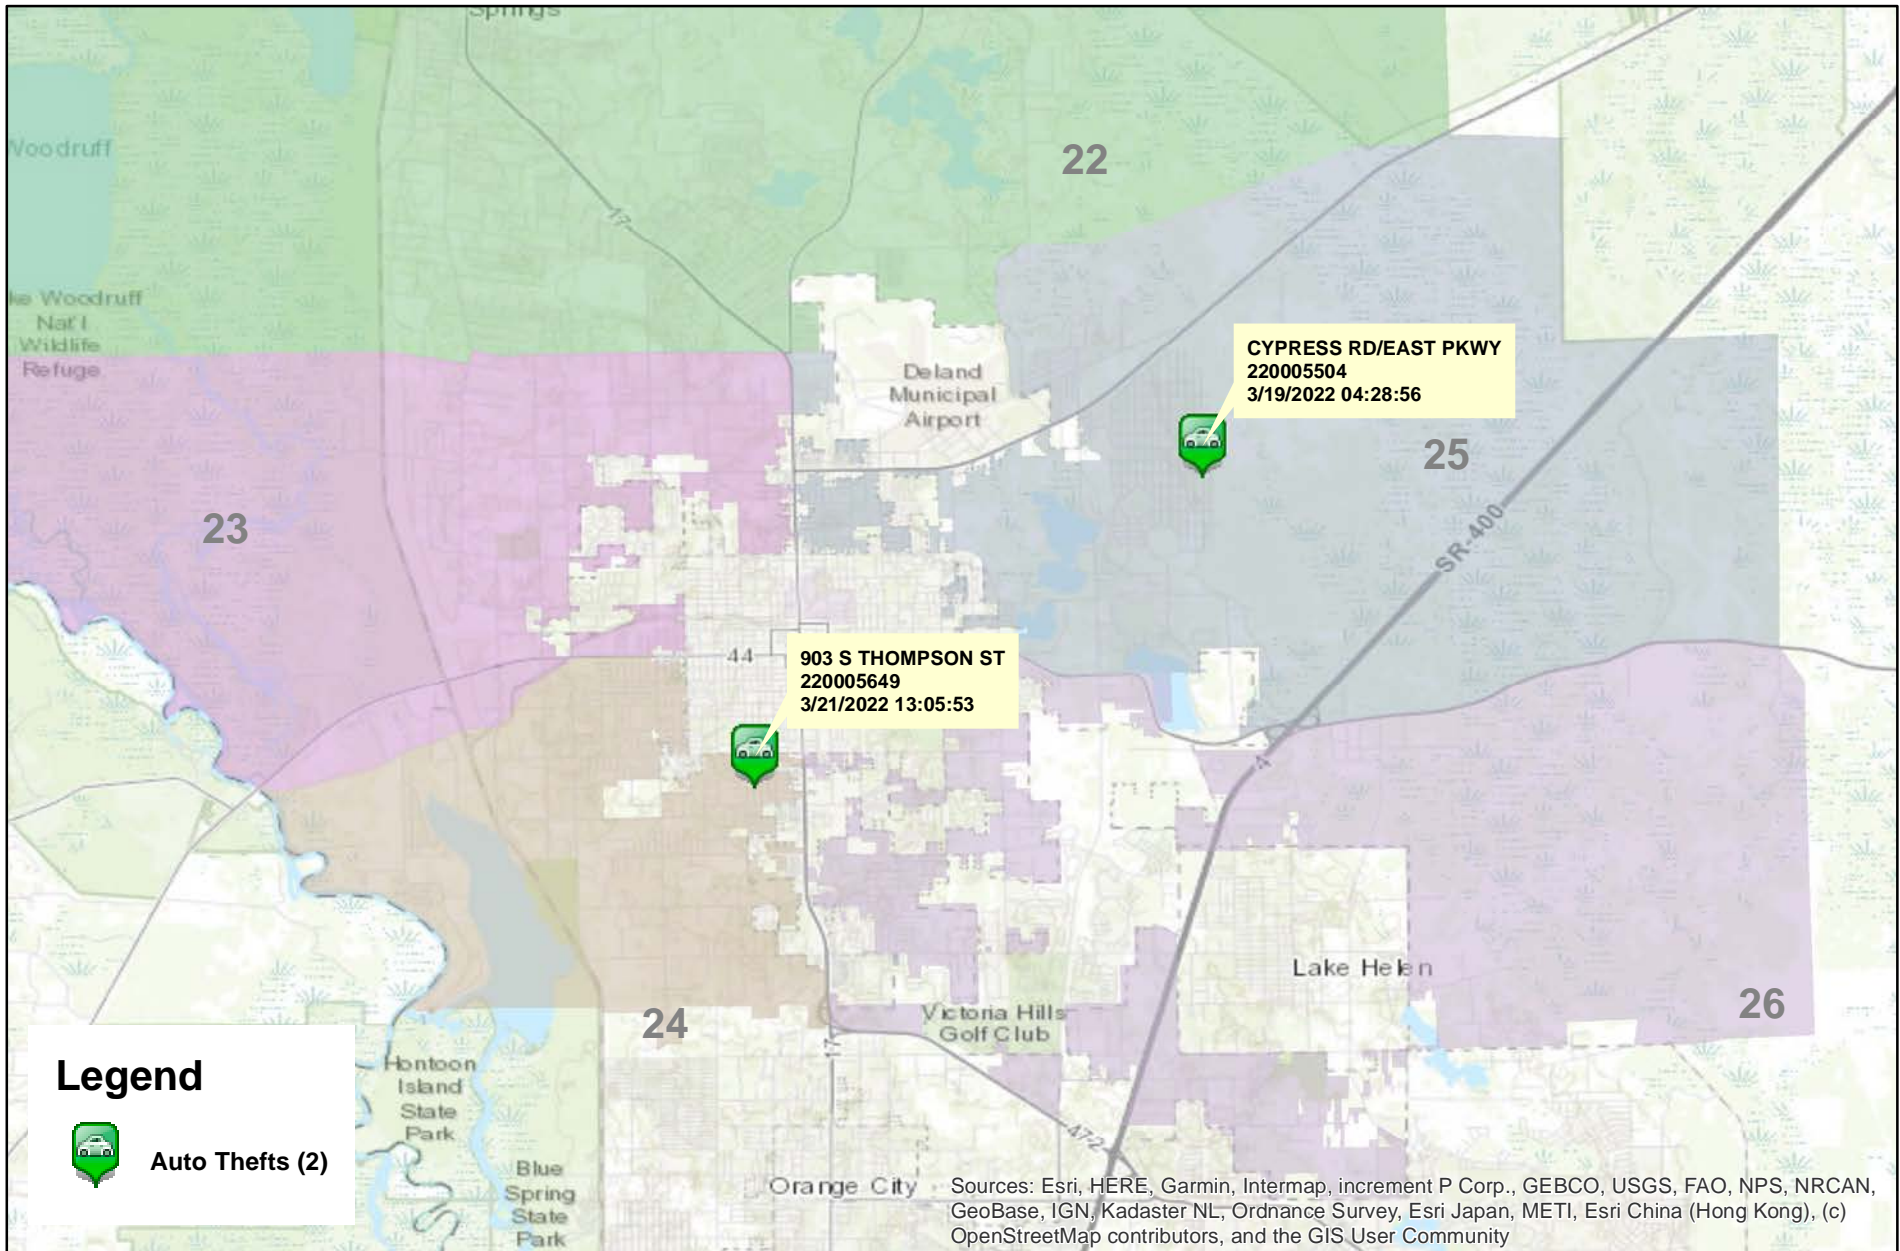 Springs
Woodruff
22
17
ke Woodruff
Nat'l
Wildlife
Refuge
Deland
Municipal
Airport
CYPRESS RD/EAST PKWY
220005504
3/19/2022 04:28:56
25
23
SR-400
44
903 S THOMPSON ST
220005649
3/21/2022 13:05:53
4
Lake Helen
26
24
Victoria Hills
Golf Club
17
472
Hontoon
Island
State
Park
Blue
Spring
State
Park
Orange City
Legend
Auto Thefts (2)
Sources: Esri, HERE, Garmin, Intermap, increment P Corp., GEBCO, USGS, FAO, NPS, NRCAN,
GeoBase, IGN, Kadaster NL, Ordnance Survey, Esri Japan, METI, Esri China (Hong Kong), (c)
OpenStreetMap contributors, and the GIS User Community